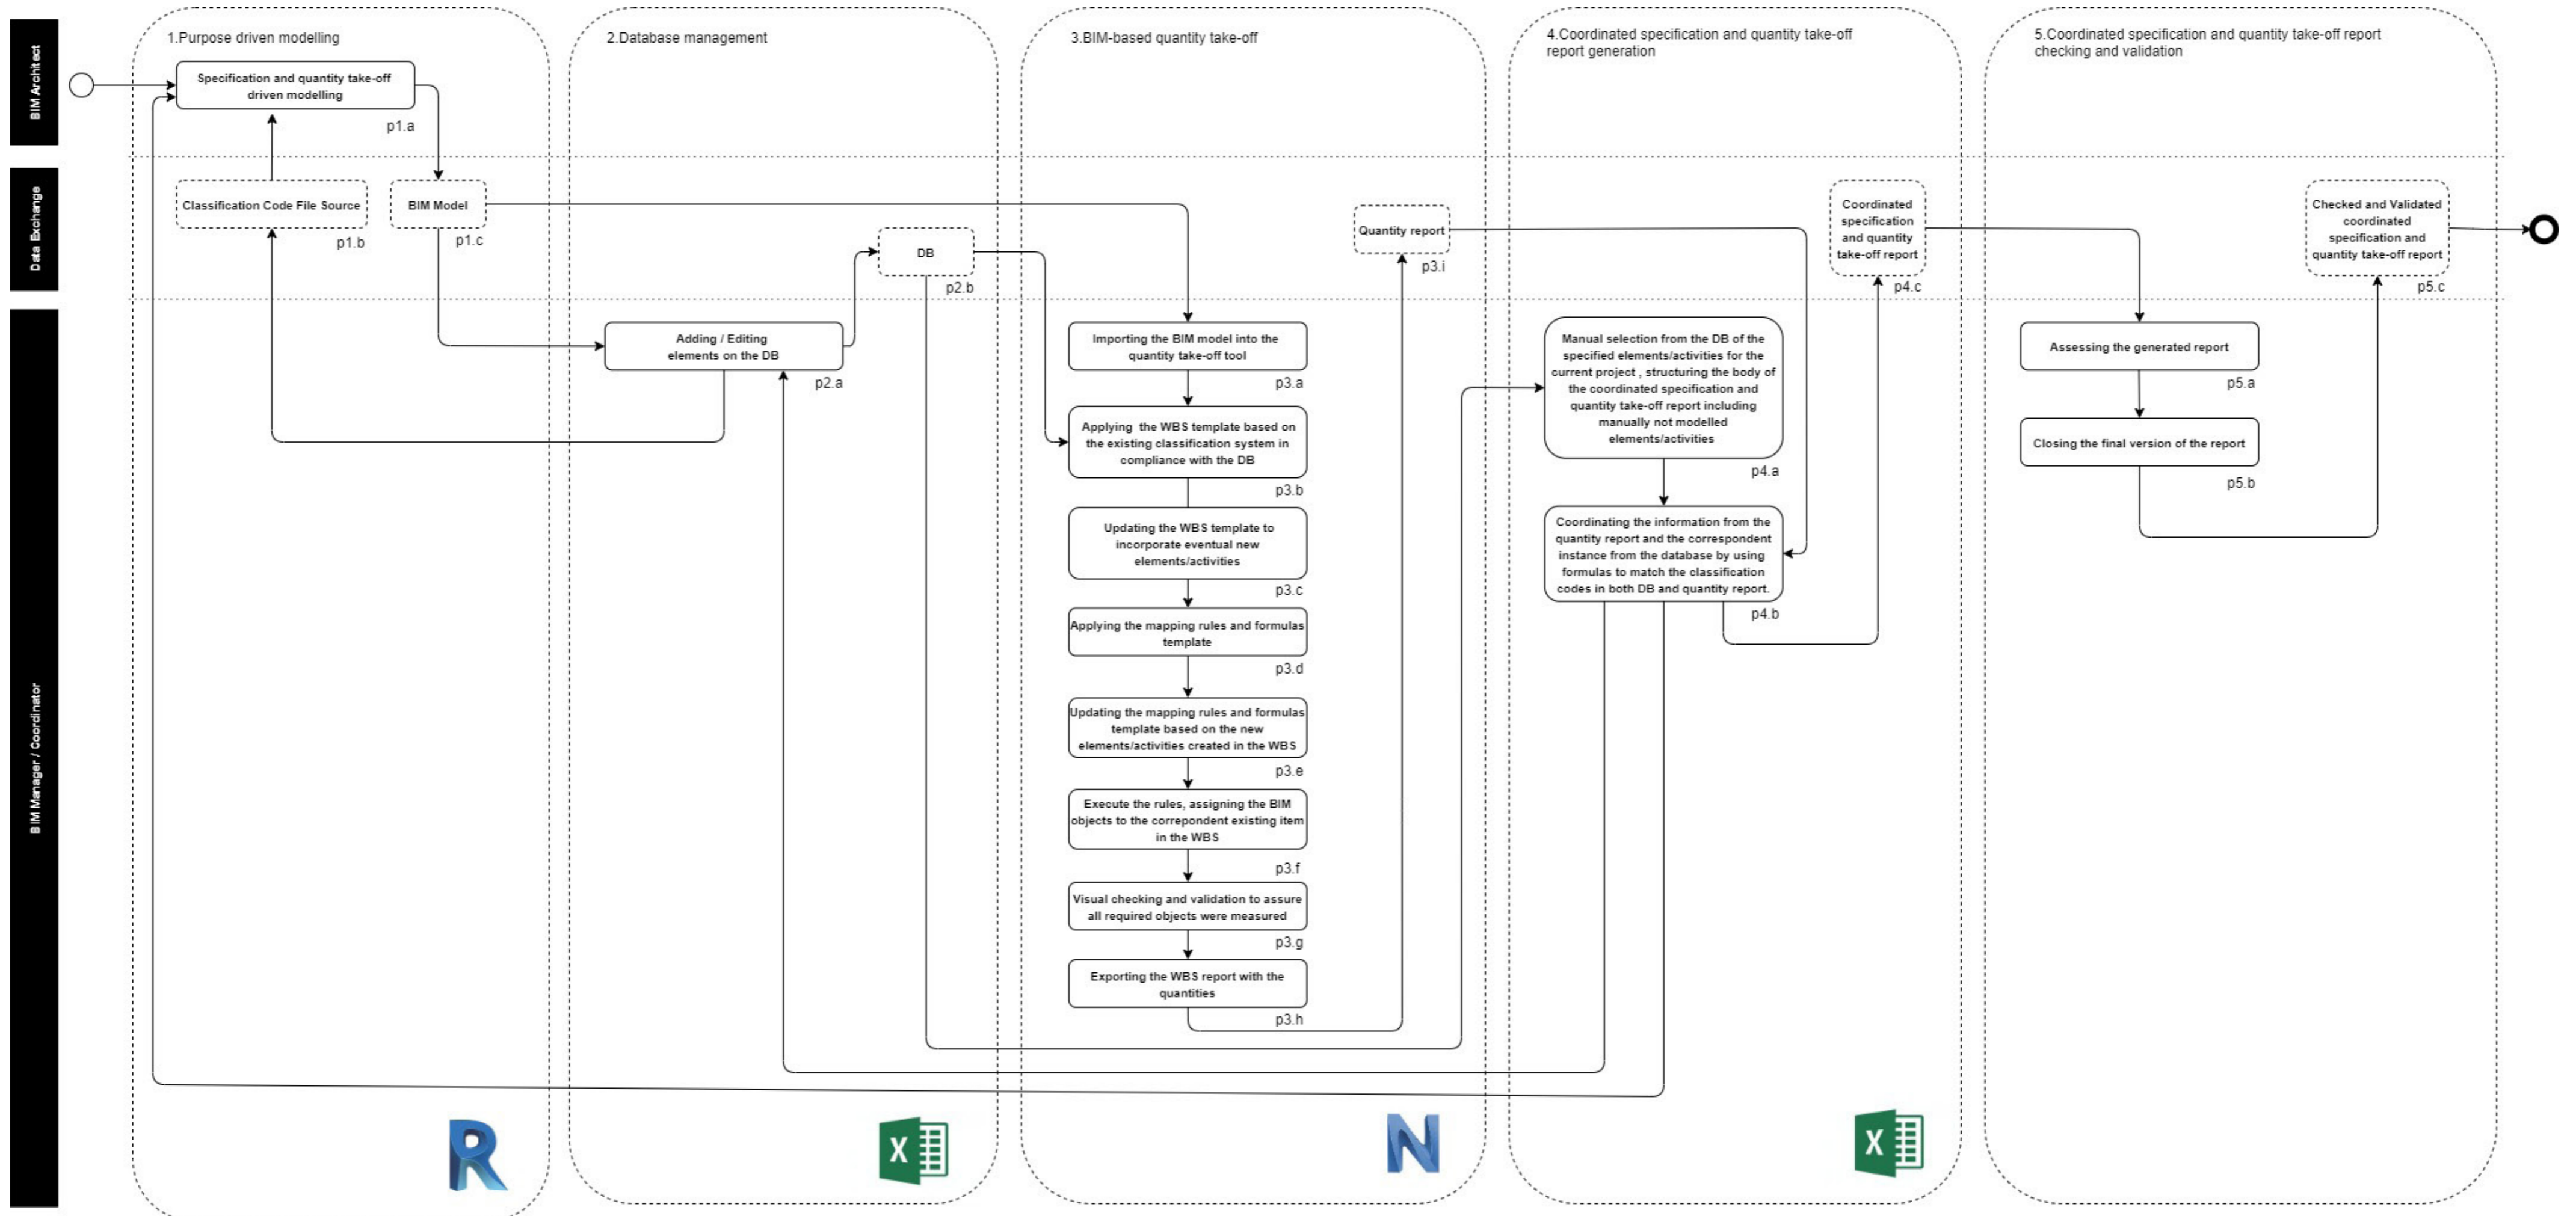 BIM Architect
Data Exchange
BIM Manager / Coordinator
1.Purpose driven modelling
Specification and quantity take-off
driven modelling
p1.a
Classification Code File Source
p1.b
BIM Model
p1.c
2.Database management
DB
p2.b
Adding / Editing
elements on the DB
p2.a
3.BIM-based quantity take-off
Quantity report
p3.i
Importing the BIM model into the
quantity take-off tool
p3.a
Applying the WBS template based on
the existing classification system in
compliance with the DB
p3.b
Updating the WBS template to
incorporate eventual new
elements/activities
p3.c
Applying the mapping rules and formulas
template
p3.d
Updating the mapping rules and formulas
template based on the new
elements/activities created in the WBS
p3.e
Execute the rules, assigning the BIM
objects to the correpondent existing item
in the WBS
p3.f
Visual checking and validation to assure
all required objects were measured
p3.g
Exporting the WBS report with the
quantities
p3.h
4.Coordinated specification and quantity take-off
report generation
Coordinated
specification
and quantity
take-off report
p4.c
Manual selection from the DB of the
specified elements/activities for the
current project , structuring the body of
the coordinated specification and
quantity take-off report including
manually not modelled
elements/activities
p4.a
Coordinating the information from the
quantity report and the correspondent
instance from the database by using
formulas to match the classification
codes in both DB and quantity report.
p4.b
5.Coordinated specification and quantity take-off report
checking and validation
Checked and Validated
coordinated
specification and
quantity take-off report
p5.c
Assessing the generated report
p5.a
Closing the final version of the report
p5.b
R
X
N
X